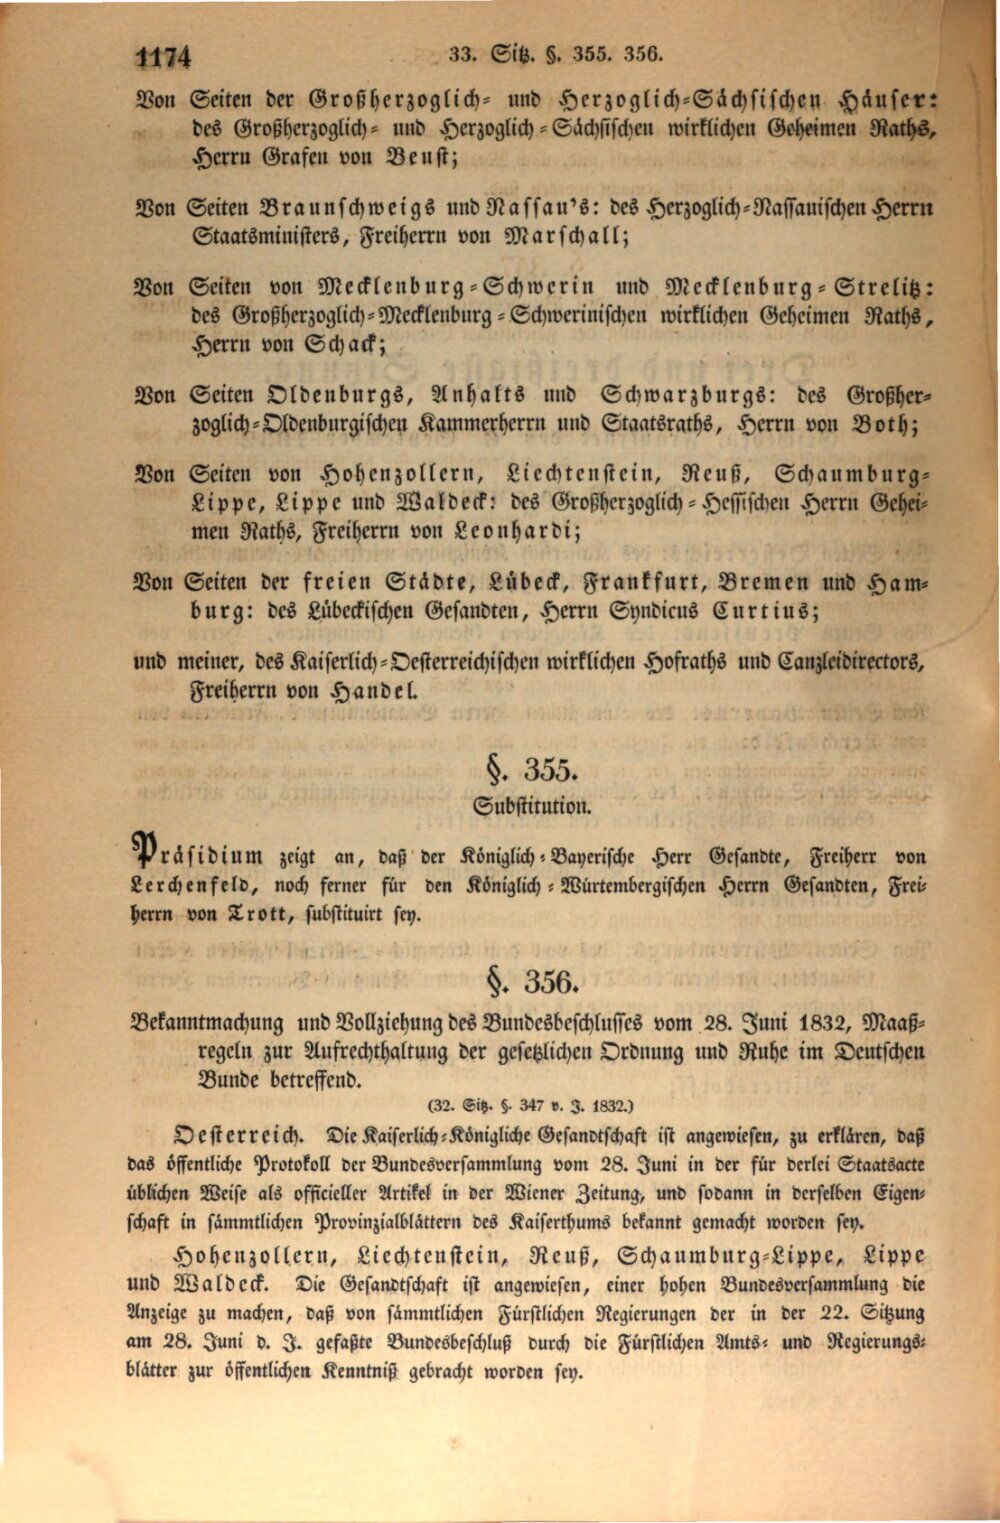 1174
33. Sitz. §. 355. 356.
Von Seiten der Großherzoglich- und Herzoglich-Sächsischen Häuser:
des Großherzoglich- und Herzoglich-Sächsischen wirklichen Geheimen Raths,
Herrn Grafen von Beust;
Von Seiten Braunschweigs und Nassau's: des Herzoglich-Nassauischen Herrn
Staatsministers, Freiherrn von Marschall;
Von Seiten von Mecklenburg-Schwerin und Mecklenburg-Strelitz:
des Großherzoglich-Mecklenburg-Schwerinischen wirklichen Geheimen Raths,
Herrn von Schack;
Von Seiten Oldenburgs, Anhalts und Schwarzburgs: des Großher-
zoglich-Oldenburgischen Kammerherrn und Staatsraths, Herrn von Both;
Von Seiten von Hohenzollern, Liechtenstein, Reuß, Schaumburg-
Lippe, Lippe und Waldeck: des Großherzoglich-Hessischen Herrn Gehei-
men Raths, Freiherrn von Leonhardi;
Von Seiten der freien Städte, Lübeck, Frankfurt, Bremen und Ham-
burg: des Lübeckischen Gesandten, Herrn Syndicus Curtius;
und meiner, des Kaiserlich-Oesterreichischen wirklichen Hofraths und Canzleidirectors,
Freiherrn von Handel.
§. 355.
Substitution.
Präsidium zeigt an, daß der Königlich-Bayerische Herr Gesandte, Freiherr von
Lerchenfeld, noch ferner für den Königlich-Würtembergischen Herrn Gesandten, Frei-
herrn von Trott, substituirt sey.
§. 356.
Bekanntmachung und Vollziehung des Bundesbeschlusses vom 28. Juni 1832, Maaß-
regeln zur Aufrechthaltung der gesetzlichen Ordnung und Ruhe im Deutschen
Bunde betreffend.
(32. Sitz. §. 347 v. J. 1832.)
Oesterreich. Die Kaiserlich-Königliche Gesandtschaft ist angewiesen, zu erklären, daß
das öffentliche Protokoll der Bundesversammlung vom 28. Juni in der für derlei Staatsacte
üblichen Weise als officieller Artikel in der Wiener Zeitung, und sodann in derselben Eigen-
schaft in sämmtlichen Provinzialblättern des Kaiserthums bekannt gemacht worden sey.
Hohenzollern, Liechtenstein, Reuß, Schaumburg-Lippe, Lippe
und Waldeck. Die Gesandtschaft ist angewiesen, einer hohen Bundesversammlung die
Anzeige zu machen, daß von sämmtlichen Fürstlichen Regierungen der in der 22. Sitzung
am 28. Juni d. J. gefaßte Bundesbeschluß durch die Fürstlichen Amts- und Regierungs-
blätter zur öffentlichen Kenntniß gebracht worden sey.